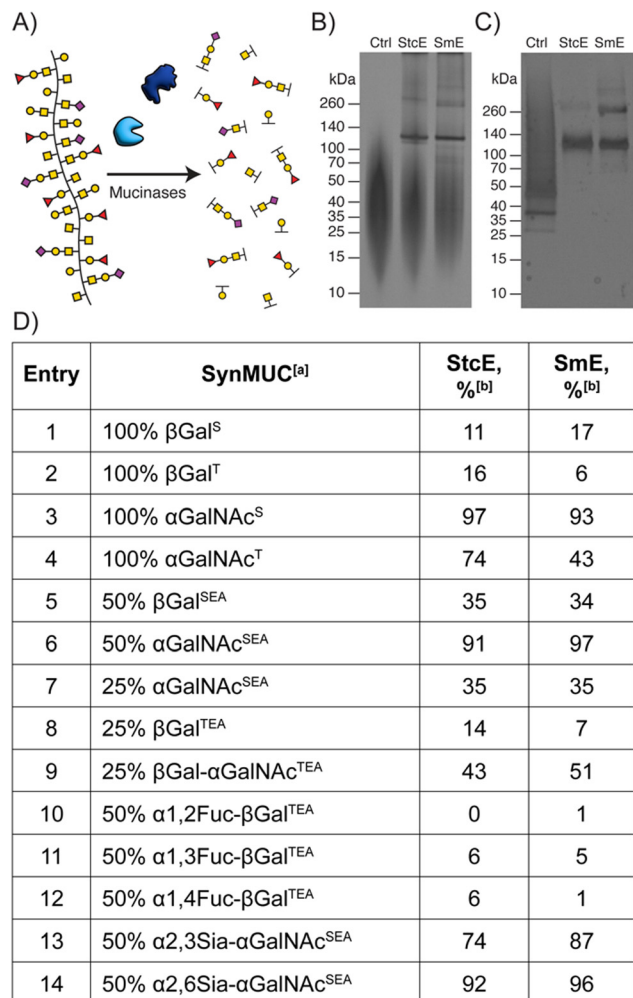 A)
Mucinases
B)
Ctrl StcE SmE
kDa
260
140
100
70
50
40
35
25
15
10
C)
Ctrl StcE SmE
kDa
260
140
100
70
50
40
35
25
15
10
D)
Entry SynMUC[a] StcE, %[b] SmE, %[b]
1 100% βGalS 11 17
2 100% βGalT 16 6
3 100% αGalNAcS 97 93
4 100% αGalNAcT 74 43
5 50% βGalSEA 35 34
6 50% αGalNAcSEA 91 97
7 25% αGalNAcSEA 35 35
8 25% βGalTEA 14 7
9 25% βGal-αGalNAcTEA 43 51
10 50% α1,2Fuc-βGalTEA 0 1
11 50% α1,3Fuc-βGalTEA 6 5
12 50% α1,4Fuc-βGalTEA 6 1
13 50% α2,3Sia-αGalNAcSEA 74 87
14 50% α2,6Sia-αGalNAcSEA 92 96